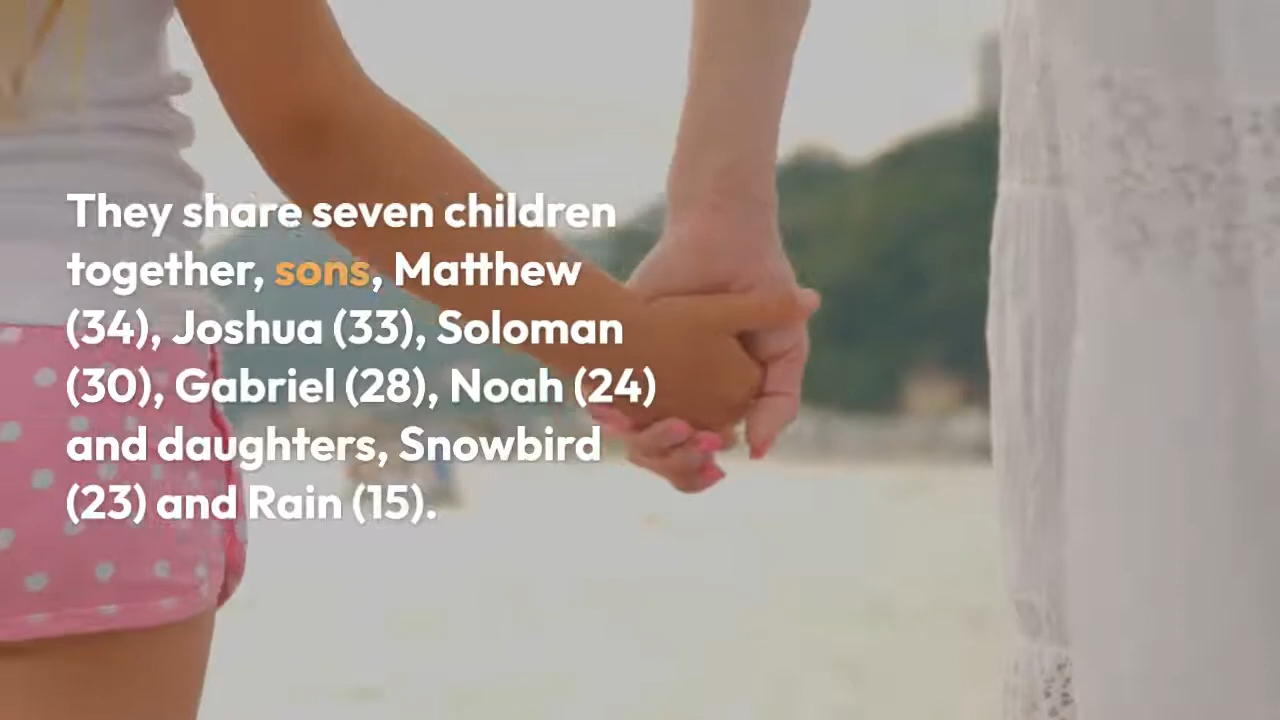 They share seven children
together, sons, Matthew
(34), Joshua (33), Soloman
(30), Gabriel (28), Noah (24)
and daughters, Snowbird
(23) and Rain (15).